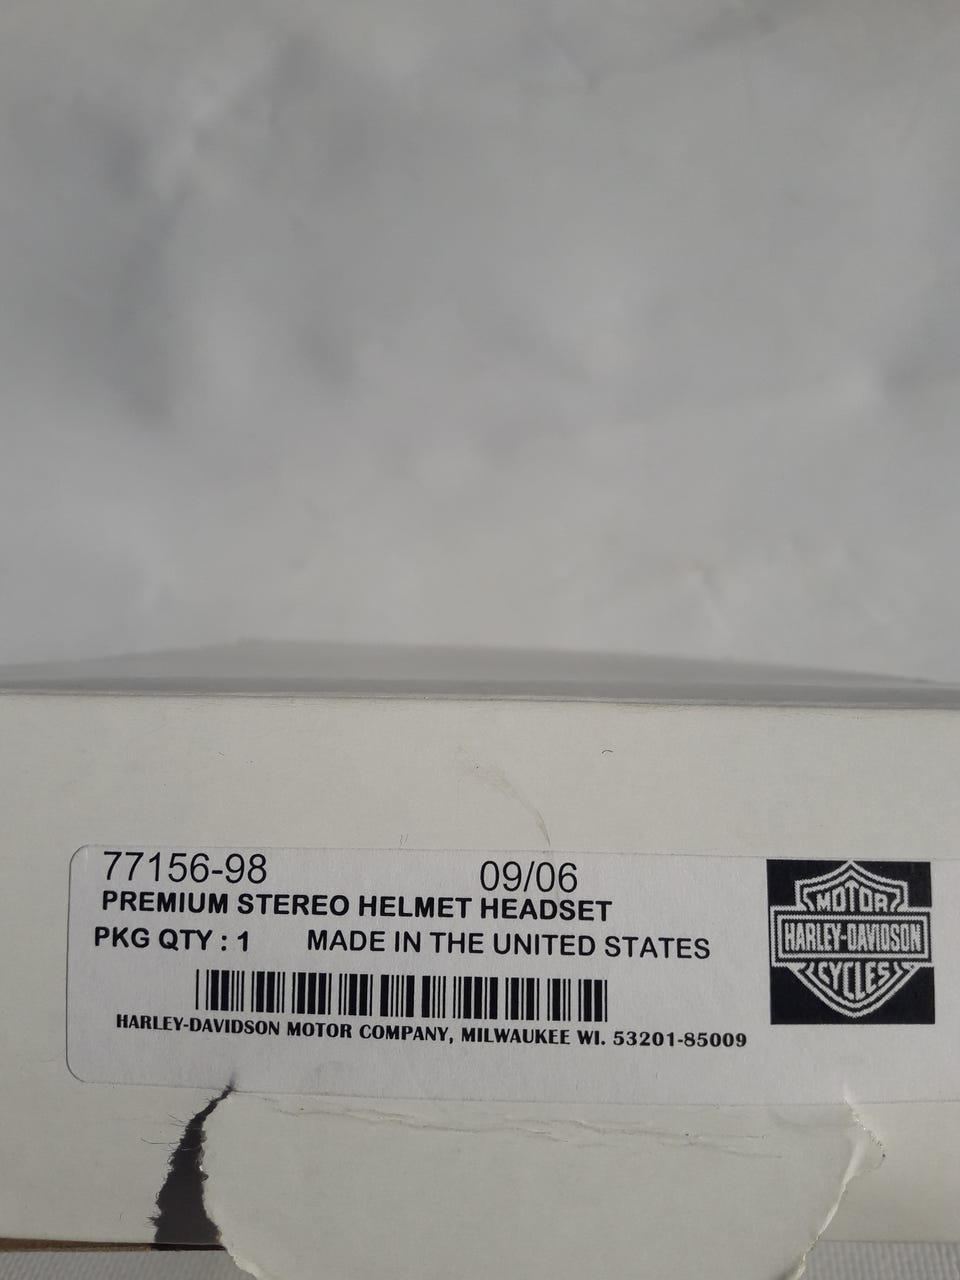 77156-98 09/06
PREMIUM STEREO HELMET HEADSET
PKG QTY : 1 MADE IN THE UNITED STATES
HARLEY-DAVIDSON MOTOR COMPANY, MILWAUKEE WI. 53201-85009
MOTOR
HARLEY-DAVIDSON
CYCLES